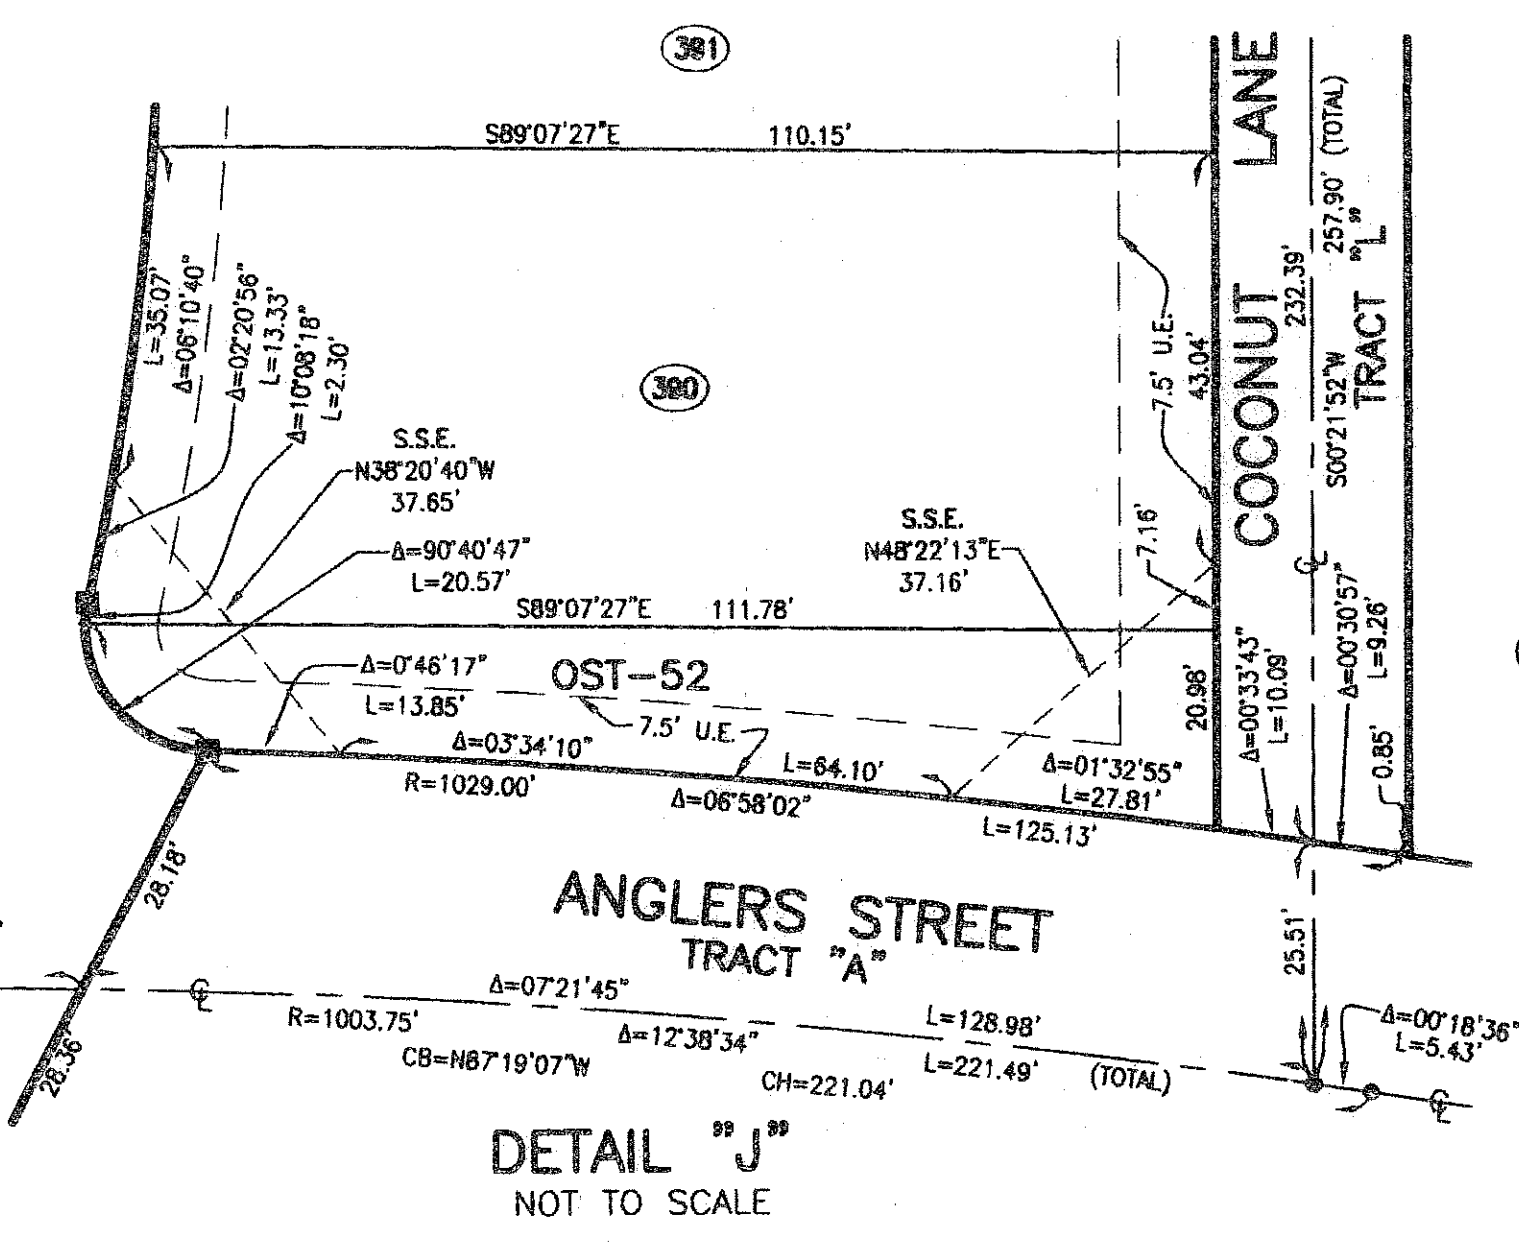 381
S89°07'27"E 110.15'
COCONUT LANE
232.39'
S00°21'52"W 257.90' (TOTAL)
TRACT "L"
L=35.07'
Δ=06°10'40"
Δ=02°20'56"
L=13.33'
Δ=10°08'18"
L=2.30'
380
7.5' U.E.
43.04'
S.S.E.
N38°20'40"W
37.65'
S.S.E.
N48°22'13"E
37.16'
7.16'
Δ=90°40'47"
L=20.57'
S89°07'27"E 111.78'
Δ=0°46'17"
L=13.85'
OST-52
7.5' U.E.
20.98'
Δ=00°33'43"
L=10.09'
Δ=00°30'57"
L=9.26'
0.85'
Δ=03°34'10"
L=64.10'
Δ=01°32'55"
L=27.81'
R=1029.00'
Δ=06°58'02"
L=125.13'
28.18'
ANGLERS STREET
TRACT "A"
25.51'
Δ=07°21'45"
L=128.98'
R=1003.75'
Δ=12°38'34"
L=221.49' (TOTAL)
CB=N87°19'07"W
CH=221.04'
Δ=00°18'36"
L=5.43'
28.36'
DETAIL "J"
NOT TO SCALE